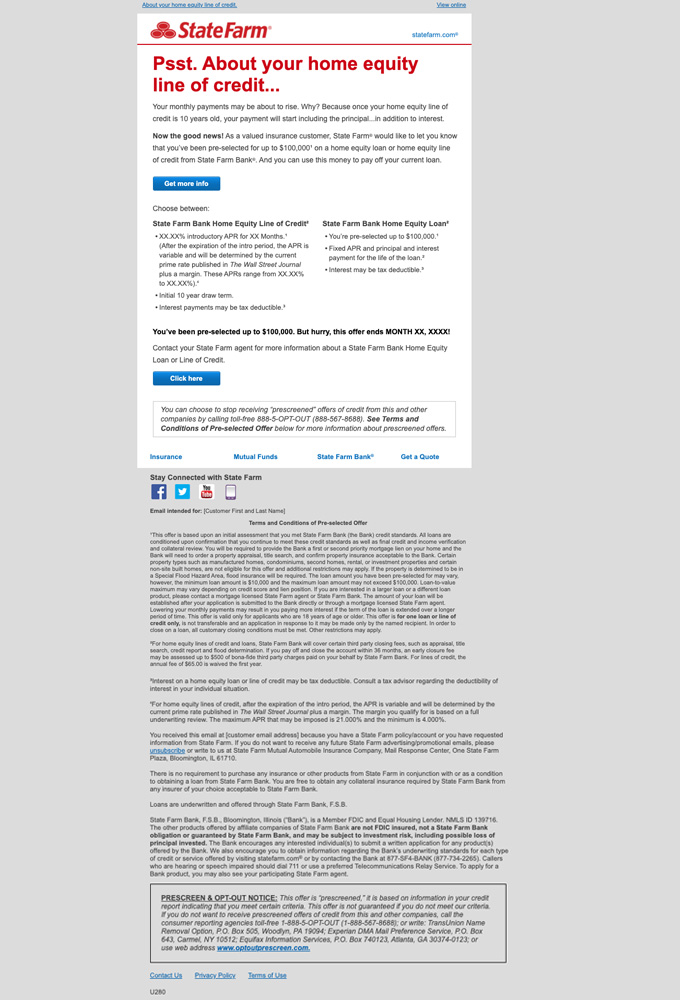 About your home equity line of credit.
View online
StateFarm®
statefarm.com®
Psst. About your home equity
line of credit...
Your monthly payments may be about to rise. Why? Because once your home equity line of
credit is 10 years old, your payment will start including the principal...in addition to interest.
Now the good news! As a valued insurance customer, State Farm® would like to let you know
that you've been pre-selected for up to $100,000¹ on a home equity loan or home equity line
of credit from State Farm Bank®. And you can use this money to pay off your current loan.
Get more info
Choose between:
State Farm Bank Home Equity Line of Credit²
• XX.XX% introductory APR for XX Months.¹
(After the expiration of the intro period, the APR is
variable and will be determined by the current
prime rate published in The Wall Street Journal
plus a margin. These APRs range from XX.XX%
to XX.XX%).⁴
• Initial 10 year draw term.
• Interest payments may be tax deductible.³
State Farm Bank Home Equity Loan²
• You're pre-selected up to $100,000.¹
• Fixed APR and principal and interest
payment for the life of the loan.²
• Interest may be tax deductible.³
You've been pre-selected up to $100,000. But hurry, this offer ends MONTH XX, XXXX!
Contact your State Farm agent for more information about a State Farm Bank Home Equity
Loan or Line of Credit.
Click here
You can choose to stop receiving "prescreened" offers of credit from this and other
companies by calling toll-free 888-5-OPT-OUT (888-567-8688). See Terms and
Conditions of Pre-selected Offer below for more information about prescreened offers.
Insurance
Mutual Funds
State Farm Bank®
Get a Quote
Stay Connected with State Farm
You Tube
Email intended for: [Customer First and Last Name]
Terms and Conditions of Pre-selected Offer
¹This offer is based upon an initial assessment that you met State Farm Bank (the Bank) credit standards. All loans are
conditioned upon confirmation that you continue to meet these credit standards as well as final credit and income verification
and collateral review. You will be required to provide the Bank a first or second priority mortgage lien on your home and the
Bank will need to order a property appraisal, title search, and confirm property insurance acceptable to the Bank. Certain
property types such as manufactured homes, condominiums, second homes, rental, or investment properties and certain
non-site built homes, are not eligible for this offer and additional restrictions may apply. If the property is determined to be in
a Special Flood Hazard Area, flood insurance will be required. The loan amount you have been pre-selected for may vary,
however, the minimum loan amount is $10,000 and the maximum loan amount may not exceed $100,000. Loan-to-value
maximum may vary depending on credit score and lien position. If you are interested in a larger loan or a different loan
product, please contact a mortgage licensed State Farm agent or State Farm Bank. The amount of your loan will be
established after your application is submitted to the Bank directly or through a mortgage licensed State Farm agent.
Lowering your monthly payments may result in you paying more interest if the term of the loan is extended over a longer
period of time. This offer is valid only for applicants who are 18 years of age or older. This offer is for one loan or line of
credit only, is not transferable and an application in response to it may be made only by the named recipient. In order to
close on a loan, all customary closing conditions must be met. Other restrictions may apply.
²For home equity lines of credit and loans, State Farm Bank will cover certain third party closing fees, such as appraisal, title
search, credit report and flood determination. If you pay off and close the account within 36 months, an early closure fee
may be assessed up to $500 of bona-fide third party charges paid on your behalf by State Farm Bank. For lines of credit, the
annual fee of $65.00 is waived the first year.
³Interest on a home equity loan or line of credit may be tax deductible. Consult a tax advisor regarding the deductibility of
interest in your individual situation.
⁴For home equity lines of credit, after the expiration of the intro period, the APR is variable and will be determined by the
current prime rate published in The Wall Street Journal plus a margin. The margin you qualify for is based on a full
underwriting review. The maximum APR that may be imposed is 21.000% and the minimum is 4.000%.
You received this email at [customer email address] because you have a State Farm policy/account or you have requested
information from State Farm. If you do not want to receive any future State Farm advertising/promotional emails, please
unsubscribe or write to us at State Farm Mutual Automobile Insurance Company, Mail Response Center, One State Farm
Plaza, Bloomington, IL 61710.
There is no requirement to purchase any insurance or other products from State Farm in conjunction with or as a condition
to obtaining a loan from State Farm Bank. You are free to obtain any collateral insurance required by State Farm Bank from
any insurer of your choice acceptable to State Farm Bank.
Loans are underwritten and offered through State Farm Bank, F.S.B.
State Farm Bank, F.S.B., Bloomington, Illinois ("Bank"), is a Member FDIC and Equal Housing Lender. NMLS ID 139716.
The other products offered by affiliate companies of State Farm Bank are not FDIC insured, not a State Farm Bank
obligation or guaranteed by State Farm Bank, and may be subject to investment risk, including possible loss of
principal invested. The Bank encourages any interested individual(s) to submit a written application for any product(s)
offered by the Bank. We also encourage you to obtain information regarding the Bank's underwriting standards for each type
of credit or service offered by visiting statefarm.com® or by contacting the Bank at 877-SF4-BANK (877-734-2265). Callers
who are hearing or speech impaired should dial 711 or use a preferred Telecommunications Relay Service. To apply for a
Bank product, you may also see your participating State Farm agent.
PRESCREEN & OPT-OUT NOTICE: This offer is "prescreened," it is based on information in your credit
report indicating that you meet certain criteria. This offer is not guaranteed if you do not meet our criteria.
If you do not want to receive prescreened offers of credit from this and other companies, call the
consumer reporting agencies toll-free 1-888-5-OPT-OUT (1-888-567-8688); or write: TransUnion Name
Removal Option, P.O. Box 505, Woodlyn, PA 19094; Experian DMA Mail Preference Service, P.O. Box
643, Carmel, NY 10512; Equifax Information Services, P.O. Box 740123, Atlanta, GA 30374-0123; or
use web address www.optoutprescreen.com.
Contact Us
Privacy Policy
Terms of Use
U280